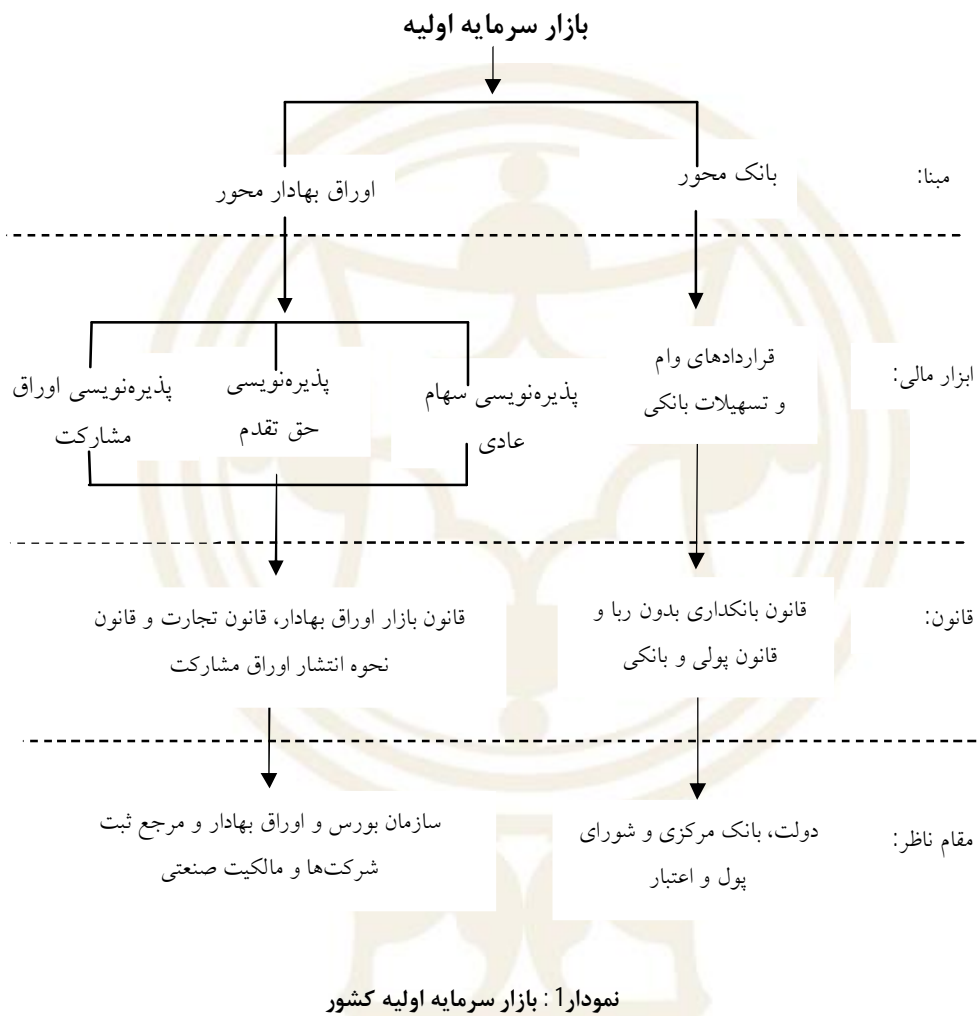 بازار سرمایه اولیه
مبنا:
بانک محور
اوراق بهادار محور
ابزار مالی:
قراردادهای وام
و تسهیلات بانکی
پذیره‌نویسی سهام
عادی
پذیره‌نویسی
حق تقدم
پذیره‌نویسی اوراق
مشارکت
قانون:
قانون بانکداری بدون ربا و
قانون پولی و بانکی
قانون بازار اوراق بهادار، قانون تجارت و قانون
نحوه انتشار اوراق مشارکت
مقام ناظر:
دولت، بانک مرکزی و شورای
پول و اعتبار
سازمان بورس و اوراق بهادار و مرجع ثبت
شرکت‌ها و مالکیت صنعتی
نمودار1 : بازار سرمایه اولیه کشور